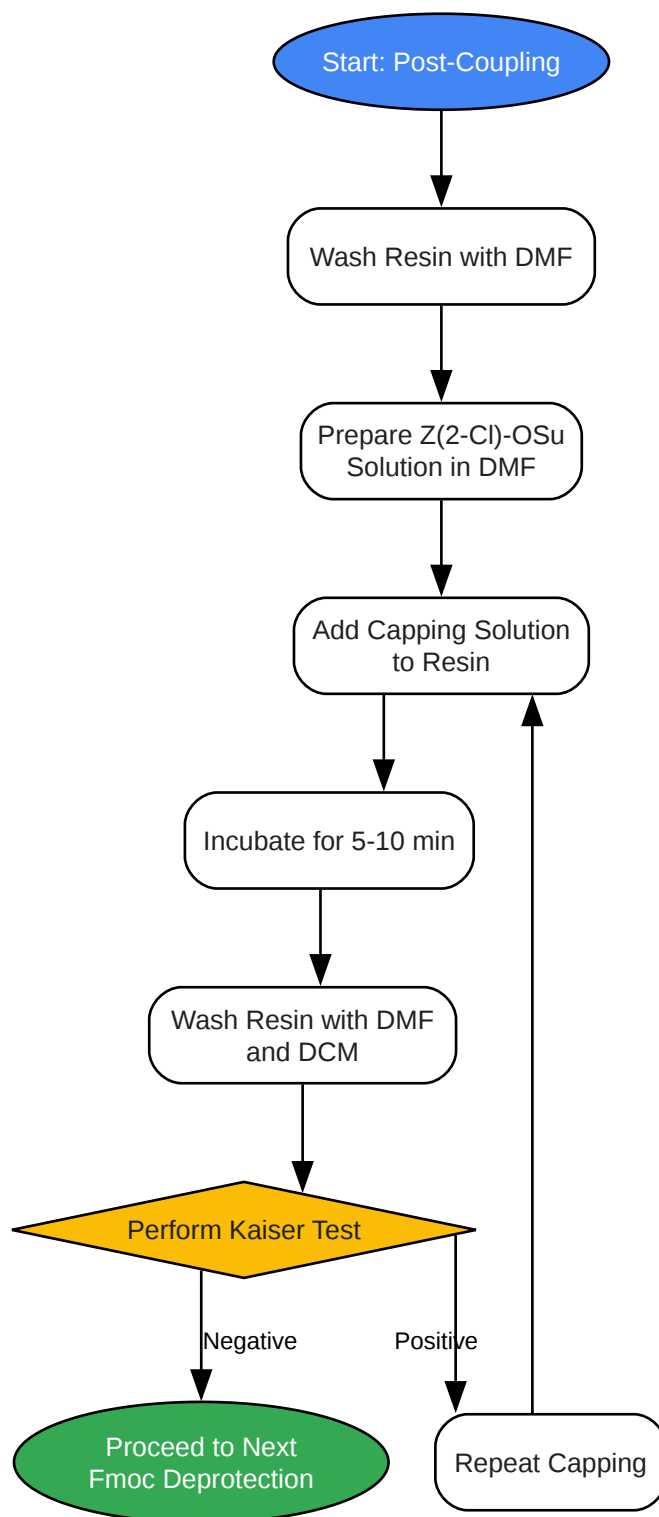 Start: Post-Coupling
Wash Resin with DMF
Prepare Z(2-Cl)-OSu
Solution in DMF
Add Capping Solution
to Resin
Incubate for 5-10 min
Wash Resin with DMF
and DCM
Perform Kaiser Test
Negative
Positive
Proceed to Next
Fmoc Deprotection
Repeat Capping